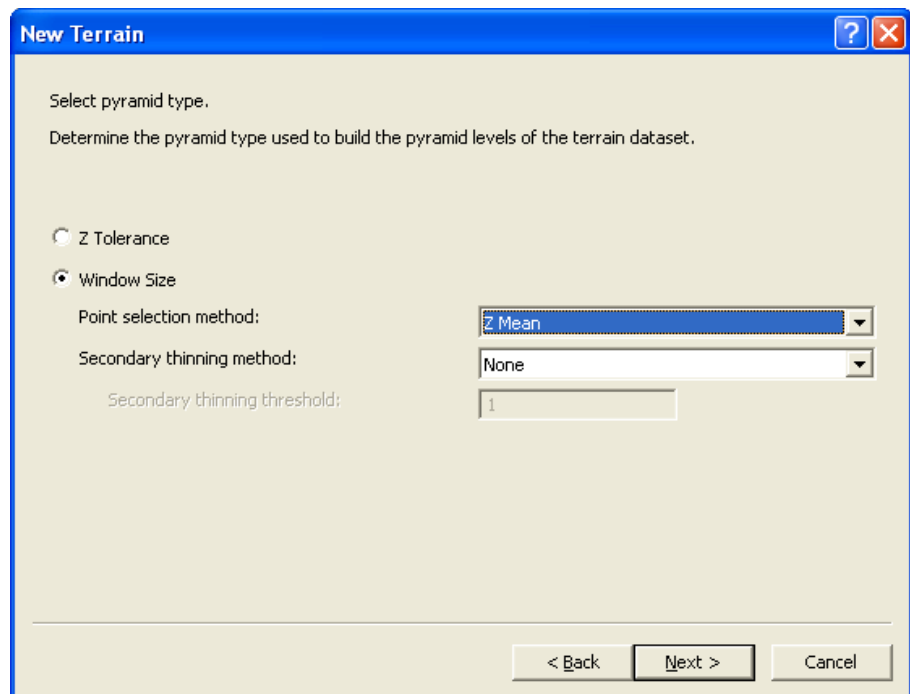 New Terrain
Select pyramid type.
Determine the pyramid type used to build the pyramid levels of the terrain dataset.
Z Tolerance
Window Size
Point selection method: Z Mean
Secondary thinning method: None
Secondary thinning threshold: 1
< Back Next > Cancel